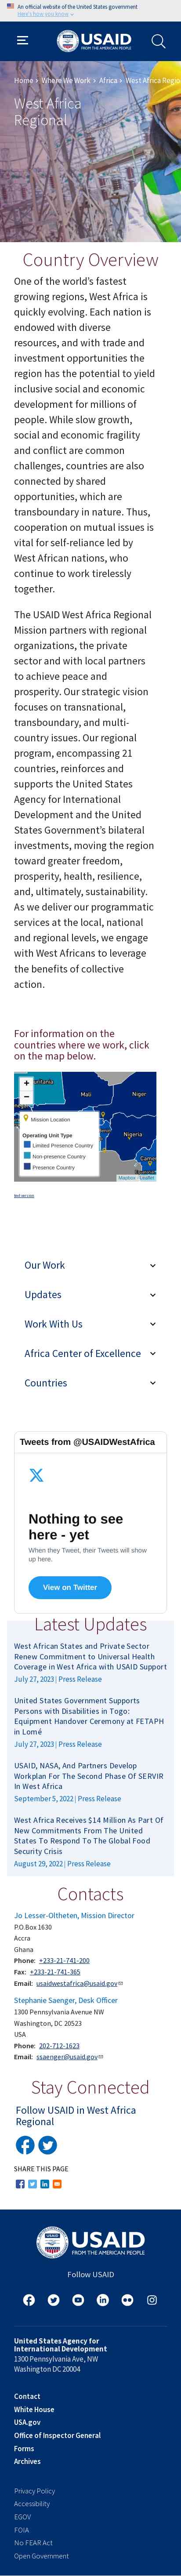 An official website of the United States government
Here's how you know
USAID
FROM THE AMERICAN PEOPLE
Home > Where We Work > Africa > West Africa Regio
West Africa
Regional
Country Overview
One of the world's fastest
growing regions, West Africa is
quickly evolving. Each nation is
endowed with diverse
resources, and with trade and
investment opportunities the
region has the potential to yield
inclusive social and economic
development for millions of
people. While slow growth,
social and economic fragility
and conflict are common
challenges, countries are also
connected by shared
opportunities, which are
transboundary in nature. Thus,
cooperation on mutual issues is
vital for self-reliance led by
West African nations, who
continue to work tirelessly
together.
The USAID West Africa Regional
Mission partners with regional
organizations, the private
sector and with local partners
to achieve peace and
prosperity. Our strategic vision
focuses on transnational,
transboundary, and multi-
country issues. Our regional
program, encompassing 21
countries, reinforces and
supports the United States
Agency for International
Development and the United
States Government's bilateral
investments, moving the region
toward greater freedom,
prosperity, health, resilience,
and, ultimately, sustainability.
As we deliver our programmatic
services at the local, national
and regional levels, we engage
with West Africans to leverage
the benefits of collective
action.
For information on the
countries where we work, click
on the map below.
+
−
Mali
Niger
Mission Location
Operating Unit Type
Limited Presence Country
Non-presence Country
Presence Country
Nigeria
Mapbox | Leaflet
text version
Our Work
Updates
Work With Us
Africa Center of Excellence
Countries
Tweets from @USAIDWestAfrica
Nothing to see
here - yet
When they Tweet, their Tweets will show
up here.
View on Twitter
Latest Updates
West African States and Private Sector
Renew Commitment to Universal Health
Coverage in West Africa with USAID Support
July 27, 2023 | Press Release
United States Government Supports
Persons with Disabilities in Togo:
Equipment Handover Ceremony at FETAPH
in Lomé
July 27, 2023 | Press Release
USAID, NASA, And Partners Develop
Workplan For The Second Phase Of SERVIR
In West Africa
September 5, 2022 | Press Release
West Africa Receives $14 Million As Part Of
New Commitments From The United
States To Respond To The Global Food
Security Crisis
August 29, 2022 | Press Release
Contacts
Jo Lesser-Oltheten, Mission Director
P.O.Box 1630
Accra
Ghana
Phone: +233-21-741-200
Fax: +233-21-741-365
Email: usaidwestafrica@usaid.gov
Stephanie Saenger, Desk Officer
1300 Pennsylvania Avenue NW
Washington, DC 20523
USA
Phone: 202-712-1623
Email: ssaenger@usaid.gov
Stay Connected
Follow USAID in West Africa
Regional
SHARE THIS PAGE
USAID
FROM THE AMERICAN PEOPLE
Follow USAID
United States Agency for
International Development
1300 Pennsylvania Ave, NW
Washington DC 20004
Contact
White House
USA.gov
Office of Inspector General
Forms
Archives
Privacy Policy
Accessibility
EGOV
FOIA
No FEAR Act
Open Government